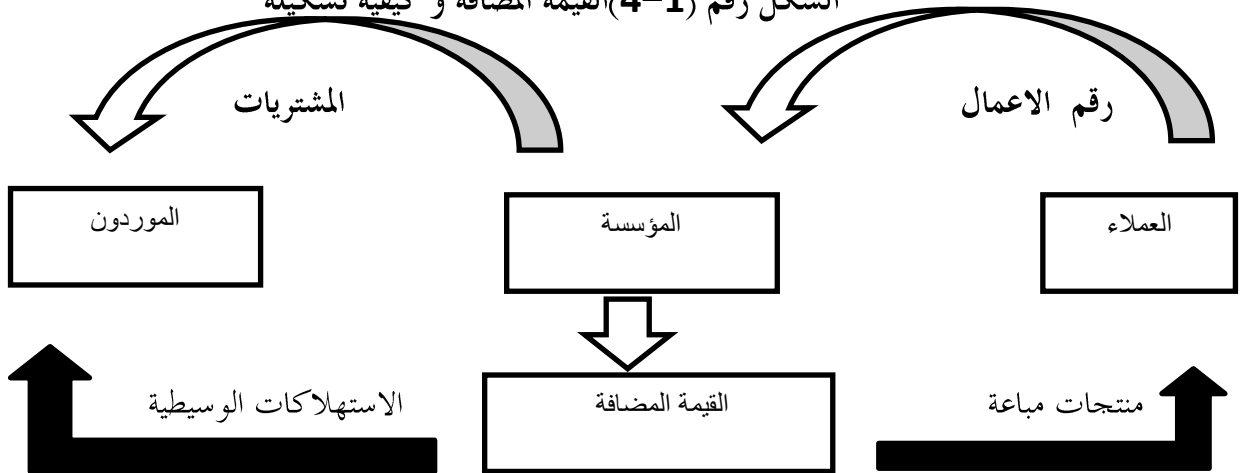 الشكل رقم (4-1)القيمة المضافة و كيفية تشكيلة
رقم الاعمال
المشتريات
العملاء
المؤسسة
الموردون
منتجات مباعة
القيمة المضافة
الاستهلاكات الوسيطية